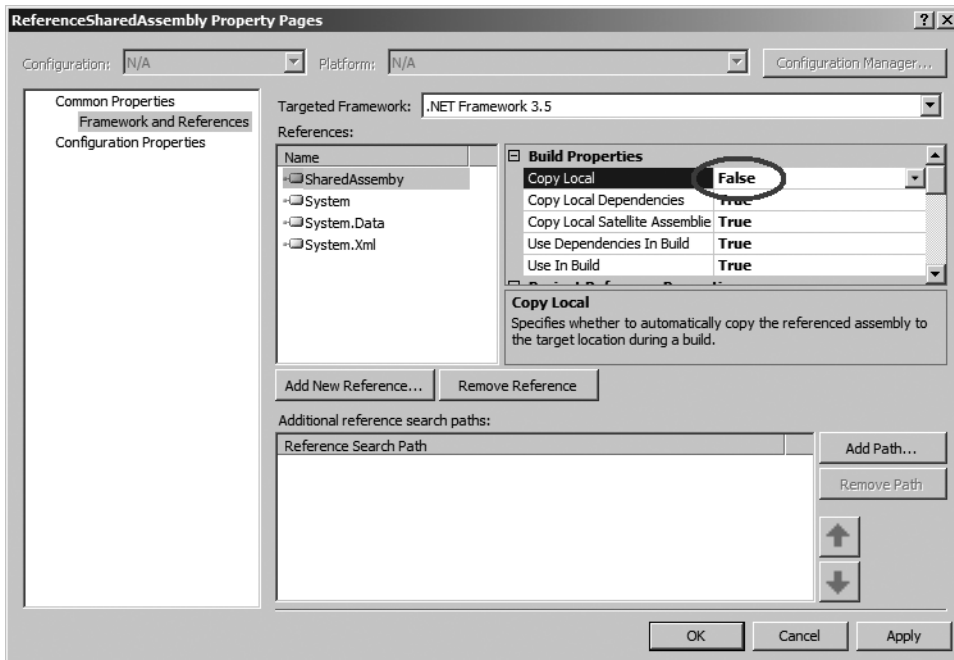 ReferenceSharedAssembly Property Pages
Configuration: N/A Platform: N/A Configuration Manager...
Common Properties
Framework and References
Configuration Properties
Targeted Framework: .NET Framework 3.5
References:
Name
SharedAssemby
System
System.Data
System.Xml
Build Properties
Copy Local False
Copy Local Dependencies True
Copy Local Satellite Assemblie True
Use Dependencies In Build True
Use In Build True
Copy Local
Specifies whether to automatically copy the referenced assembly to
the target location during a build.
Add New Reference... Remove Reference
Additional reference search paths:
Reference Search Path
Add Path...
Remove Path
OK Cancel Apply